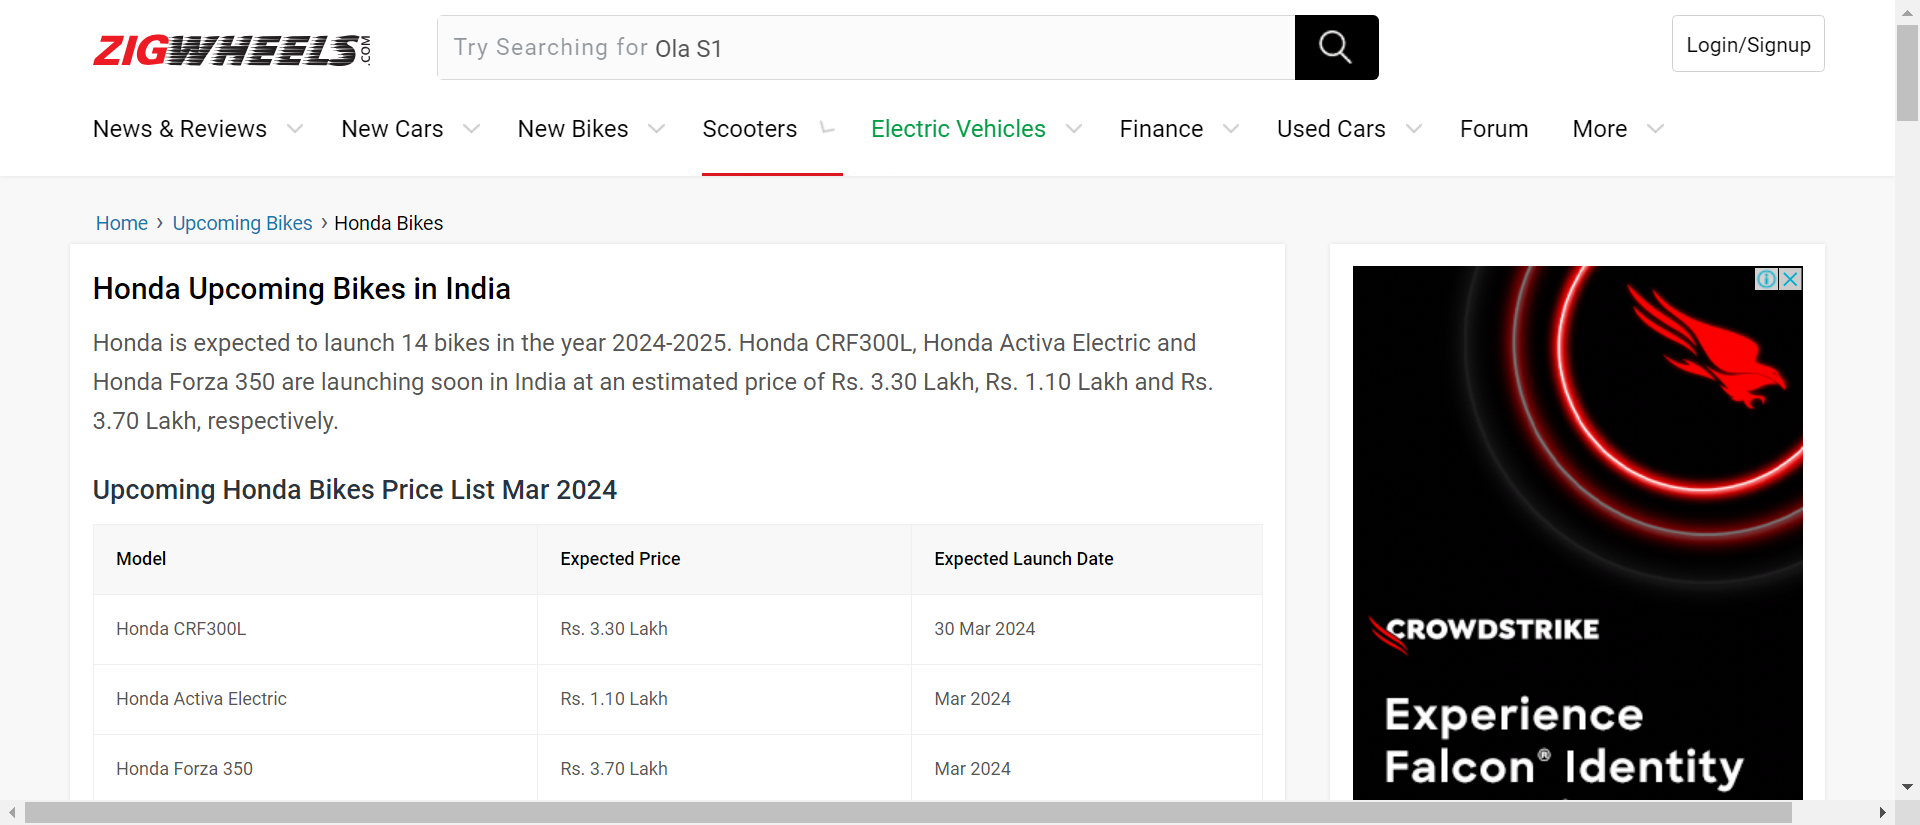 ZIGWHEELS.COM
Try Searching for Ola S1
Login/Signup
News & Reviews New Cars New Bikes Scooters Electric Vehicles Finance Used Cars Forum More
Home › Upcoming Bikes › Honda Bikes
Honda Upcoming Bikes in India
Honda is expected to launch 14 bikes in the year 2024-2025. Honda CRF300L, Honda Activa Electric and
Honda Forza 350 are launching soon in India at an estimated price of Rs. 3.30 Lakh, Rs. 1.10 Lakh and Rs.
3.70 Lakh, respectively.
Upcoming Honda Bikes Price List Mar 2024
Model Expected Price Expected Launch Date
Honda CRF300L Rs. 3.30 Lakh 30 Mar 2024
Honda Activa Electric Rs. 1.10 Lakh Mar 2024
Honda Forza 350 Rs. 3.70 Lakh Mar 2024
CROWDSTRIKE
Experience
Falcon® Identity